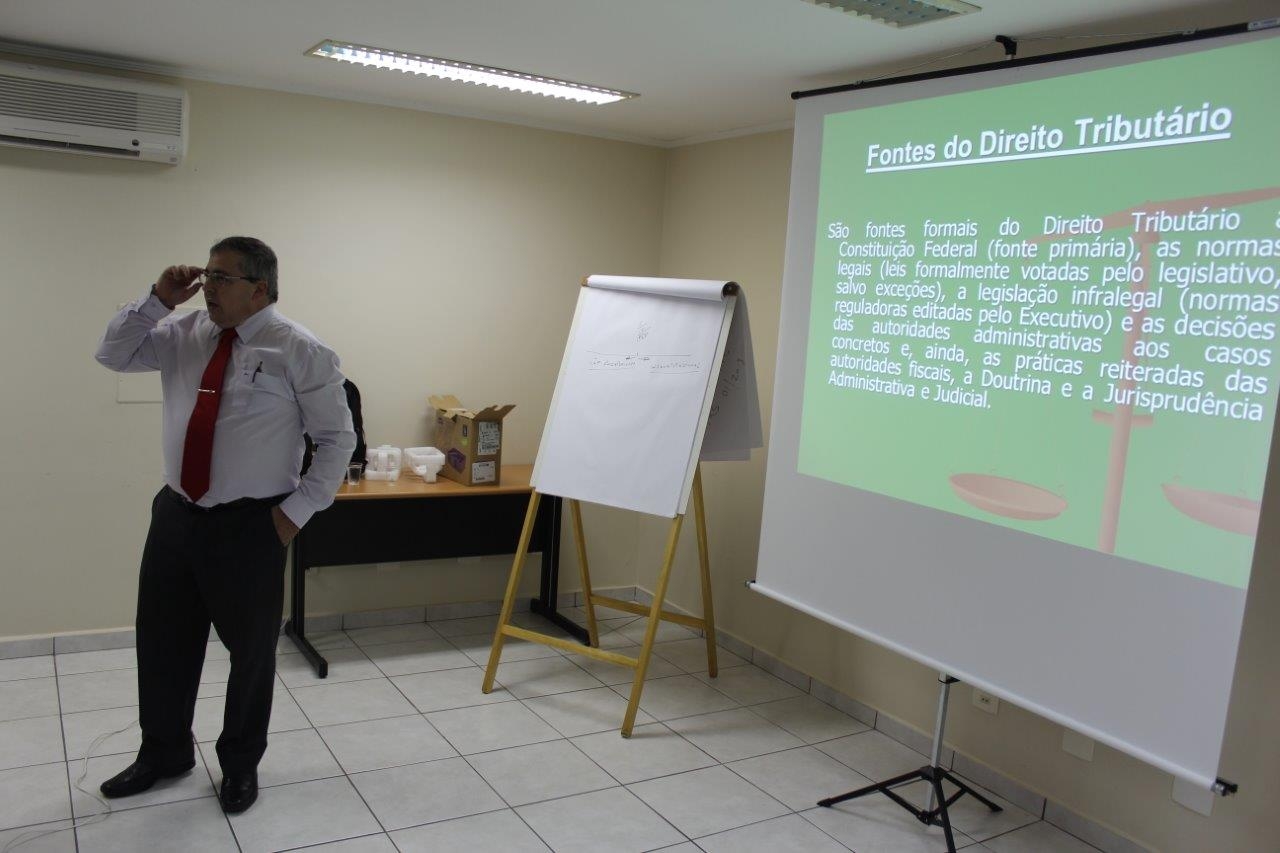 Fontes do Direito Tributário
São fontes formais do Direito Tributário a
Constituição Federal (fonte primária), as normas
legais (leis formalmente votadas pelo legislativo,
salvo exceções), a legislação infralegal (normas
reguladoras editadas pelo Executivo) e as decisões
das autoridades administrativas aos casos
concretos e, ainda, as práticas reiteradas das
autoridades fiscais, a Doutrina e a Jurisprudência
Administrativa e Judicial.